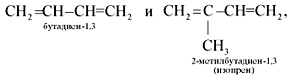 CH₂=CH–CH=CH₂ и CH₂=C–CH=CH₂,
бутадиен-1,3
CH₃
2-метилбутадиен-1,3
(изопрен)